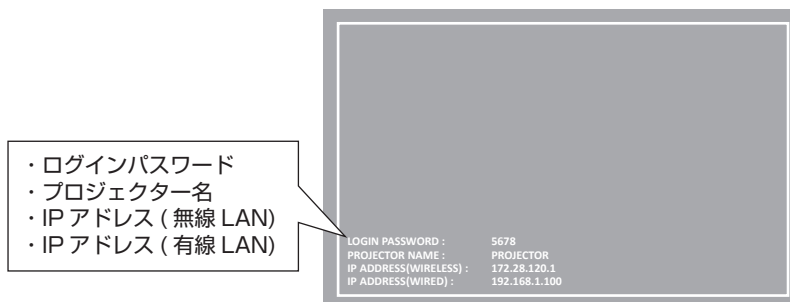 ・ログインパスワード
・プロジェクター名
・IP アドレス ( 無線 LAN)
・IP アドレス ( 有線 LAN)
LOGIN PASSWORD : 5678
PROJECTOR NAME : PROJECTOR
IP ADDRESS(WIRELESS) : 172.28.120.1
IP ADDRESS(WIRED) : 192.168.1.100